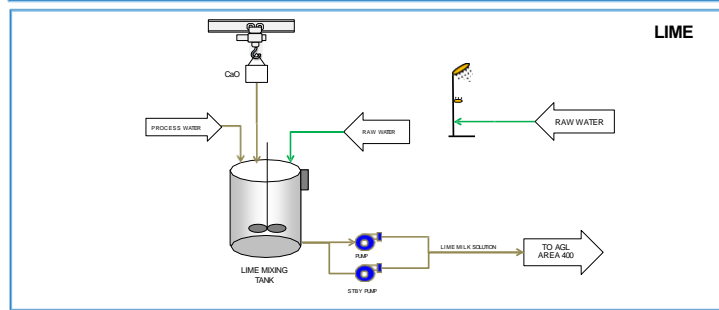 LIME
CaO
PROCESS WATER
RAW WATER
RAW WATER
LIME MILK SOLUTION
TO AGL
AREA 400
PUMP
LIME MIXING
TANK
STBY PUMP